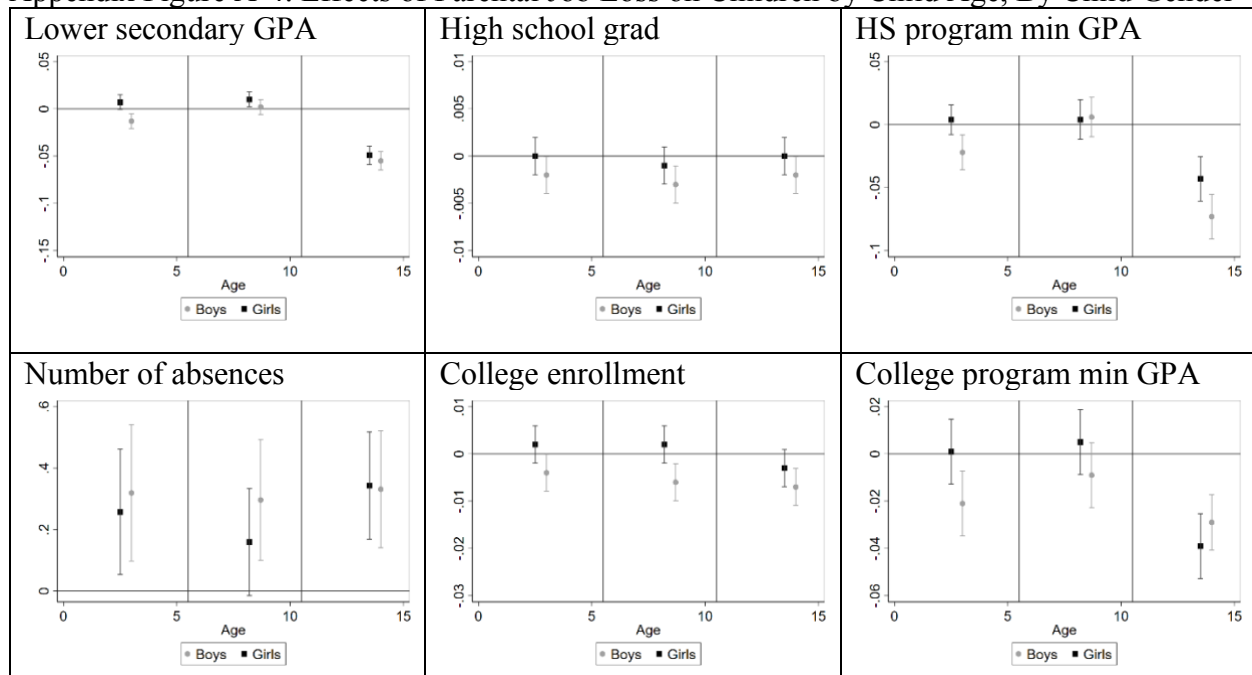 Appendix Figure A-4: Effects of Parental Job Loss on Children by Child Age, By Child Gender
Lower secondary GPA
.05
0
-.05
-.1
-.15
0 5 10 15
Age
Boys Girls
High school grad
.01
.005
0
-.005
-.01
0 5 10 15
Age
Boys Girls
HS program min GPA
.05
0
-.05
-.1
0 5 10 15
Age
Boys Girls
Number of absences
.6
.4
.2
0
0 5 10 15
Age
Boys Girls
College enrollment
.01
0
-.01
-.02
-.03
0 5 10 15
Age
Boys Girls
College program min GPA
.02
0
-.02
-.04
-.06
0 5 10 15
Age
Boys Girls